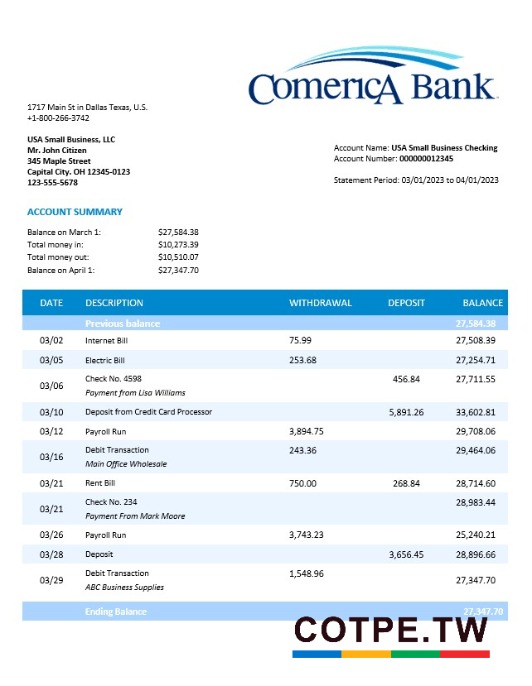 ComericA Bank
1717 Main St in Dallas Texas, U.S.
+1-800-266-3742
USA Small Business, LLC
Mr. John Citizen
345 Maple Street
Capital City. OH 12345-0123
123-555-5678
Account Name: USA Small Business Checking
Account Number: 000000012345
Statement Period: 03/01/2023 to 04/01/2023
ACCOUNT SUMMARY
Balance on March 1: $27,584.38
Total money in: $10,273.39
Total money out: $10,510.07
Balance on April 1: $27,347.70
DATE DESCRIPTION WITHDRAWAL DEPOSIT BALANCE
Previous balance 27,584.38
03/02 Internet Bill 75.99 27,508.39
03/05 Electric Bill 253.68 27,254.71
03/06 Check No. 4598 456.84 27,711.55
Payment from Lisa Williams
03/10 Deposit from Credit Card Processor 5,891.26 33,602.81
03/12 Payroll Run 3,894.75 29,708.06
03/16 Debit Transaction 243.36 29,464.06
Main Office Wholesale
03/21 Rent Bill 750.00 268.84 28,714.60
03/21 Check No. 234 28,983.44
Payment From Mark Moore
03/26 Payroll Run 3,743.23 25,240.21
03/28 Deposit 3,656.45 28,896.66
03/29 Debit Transaction 1,548.96 27,347.70
ABC Business Supplies
Ending Balance 27,347.70
COTPE.TW